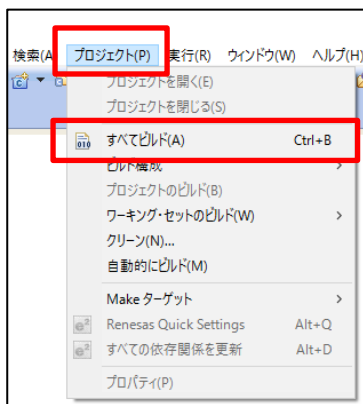 検索(A プロジェクト(P) 実行(R) ウィンドウ(W) ヘルプ(H)
プロジェクトを開く(E)
プロジェクトを閉じる(S)
すべてビルド(A) Ctrl+B
ビルド構成
プロジェクトのビルド(B)
ワーキング・セットのビルド(W)
クリーン(N)...
自動的にビルド(M)
Make ターゲット
Renesas Quick Settings Alt+Q
すべての依存関係を更新 Alt+D
プロパティ(P)